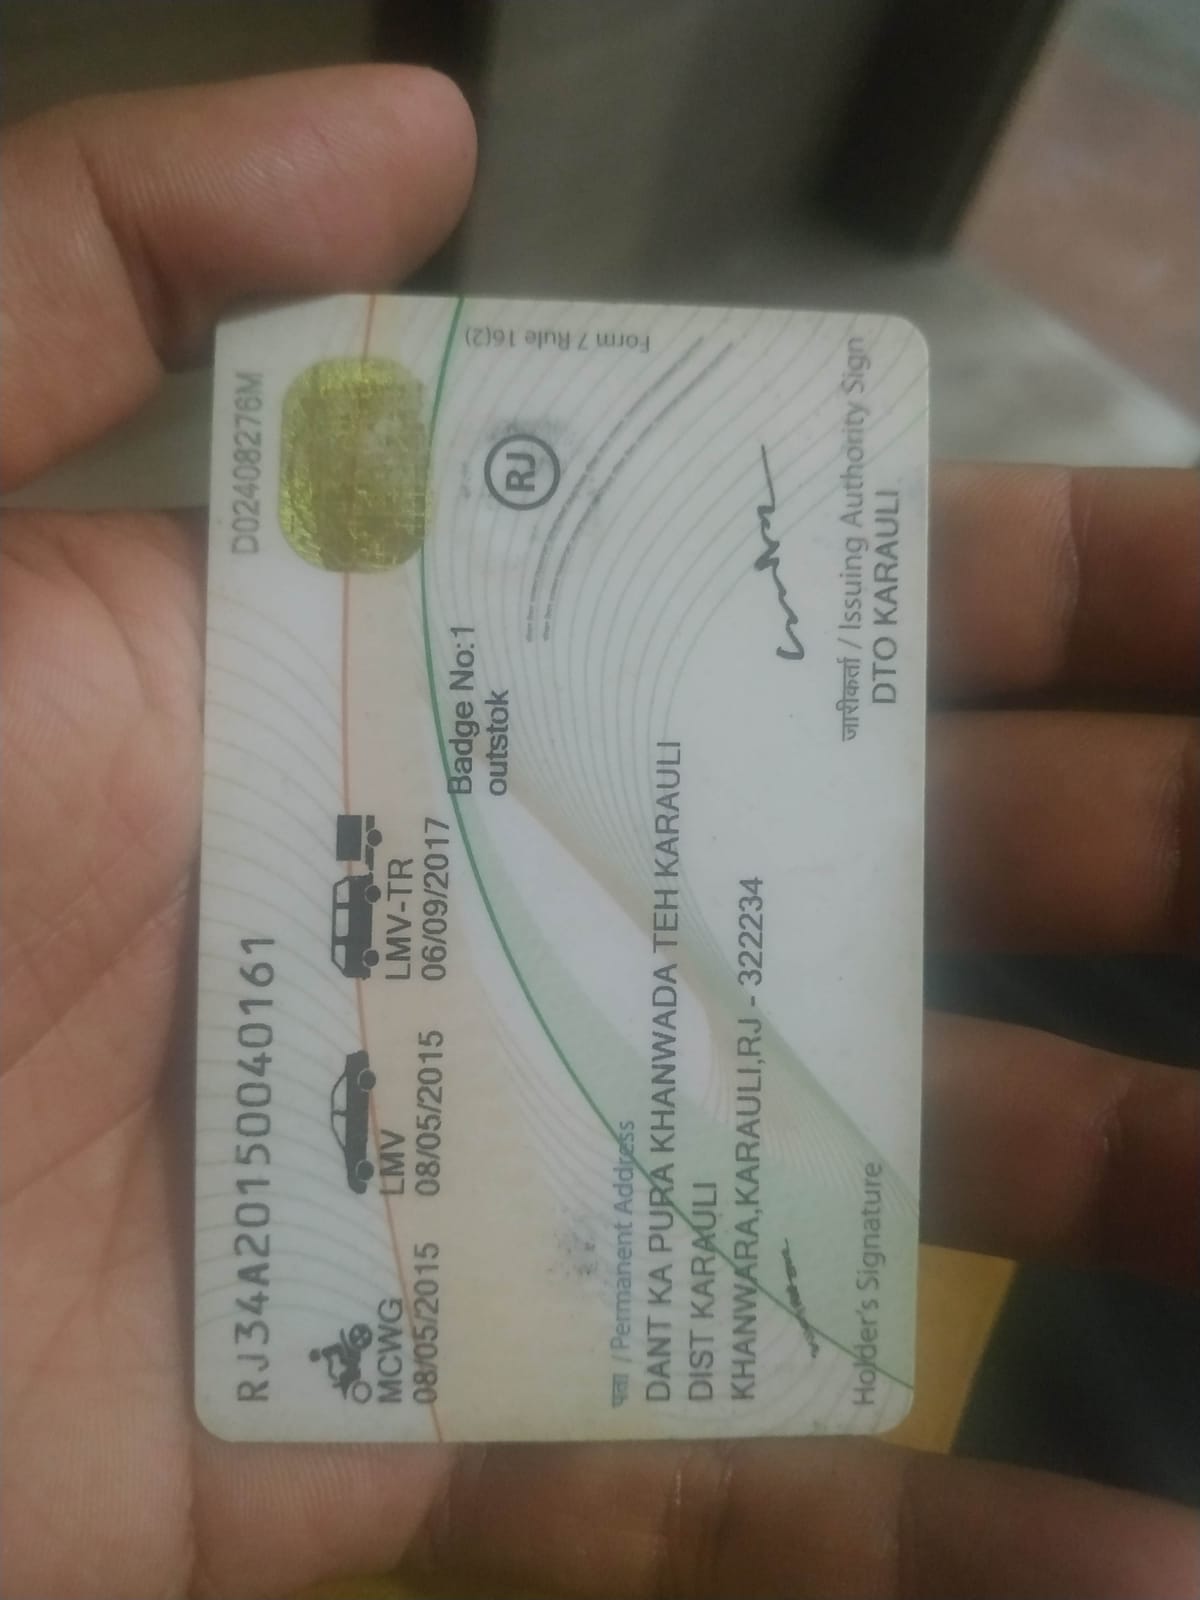 RJ34A20150040161
D02408276M
MCWG
08/05/2015
LMV
08/05/2015
LMV-TR
06/09/2017
Badge No:1
outstok
RJ
Form 7 Rule 16(2)
पता / Permanent Address
DANT KA PURA KHANWADA TEH KARAULI
DIST KARAULI
KHANWARA,KARAULI,RJ - 322234
Holder's Signature
जारीकर्ता / Issuing Authority Sign
DTO KARAULI